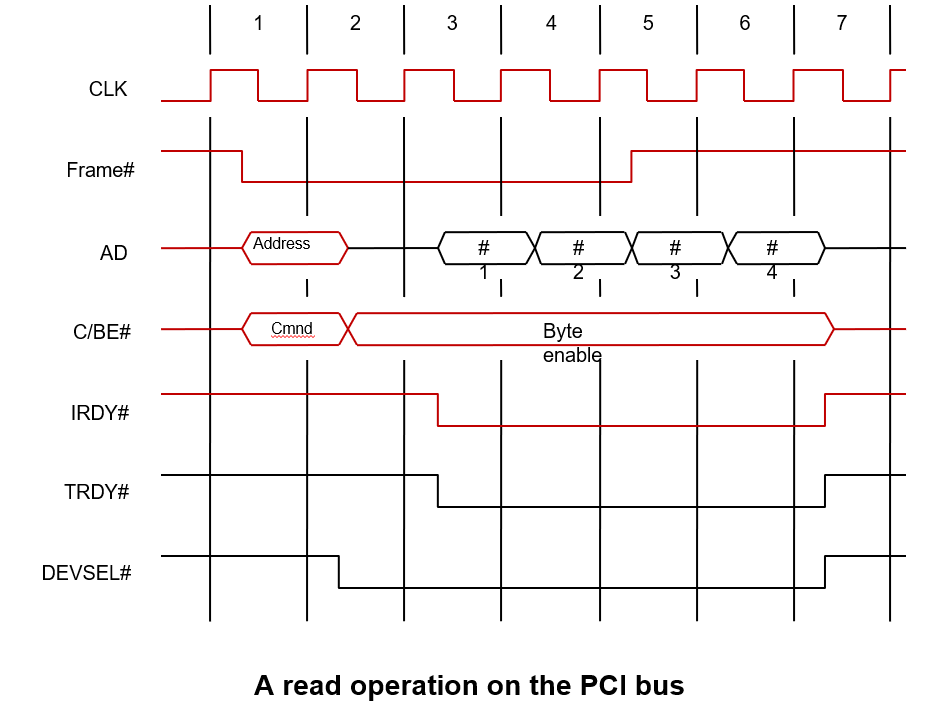 1 2 3 4 5 6 7
CLK
Frame#
AD
Address
# # # #
1 2 3 4
C/BE#
Cmnd
Byte
enable
IRDY#
TRDY#
DEVSEL#
A read operation on the PCI bus